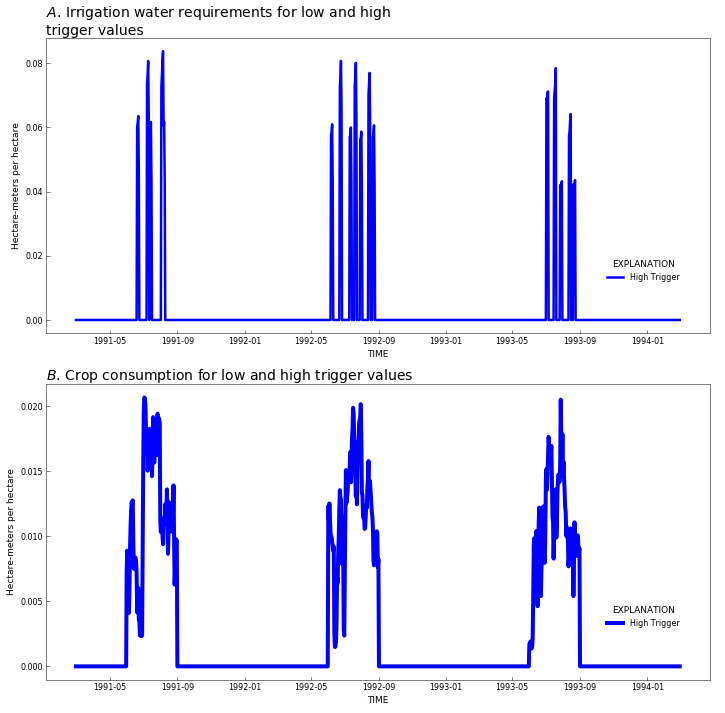 A. Irrigation water requirements for low and high
trigger values
0.08
0.06
0.04
0.02
0.00
Hectare-meters per hectare
EXPLANATION
High Trigger
1991-05 1991-09 1992-01 1992-05 1992-09 1993-01 1993-05 1993-09 1994-01
TIME
B. Crop consumption for low and high trigger values
0.020
0.015
0.010
0.005
0.000
Hectare-meters per hectare
EXPLANATION
High Trigger
1991-05 1991-09 1992-01 1992-05 1992-09 1993-01 1993-05 1993-09 1994-01
TIME